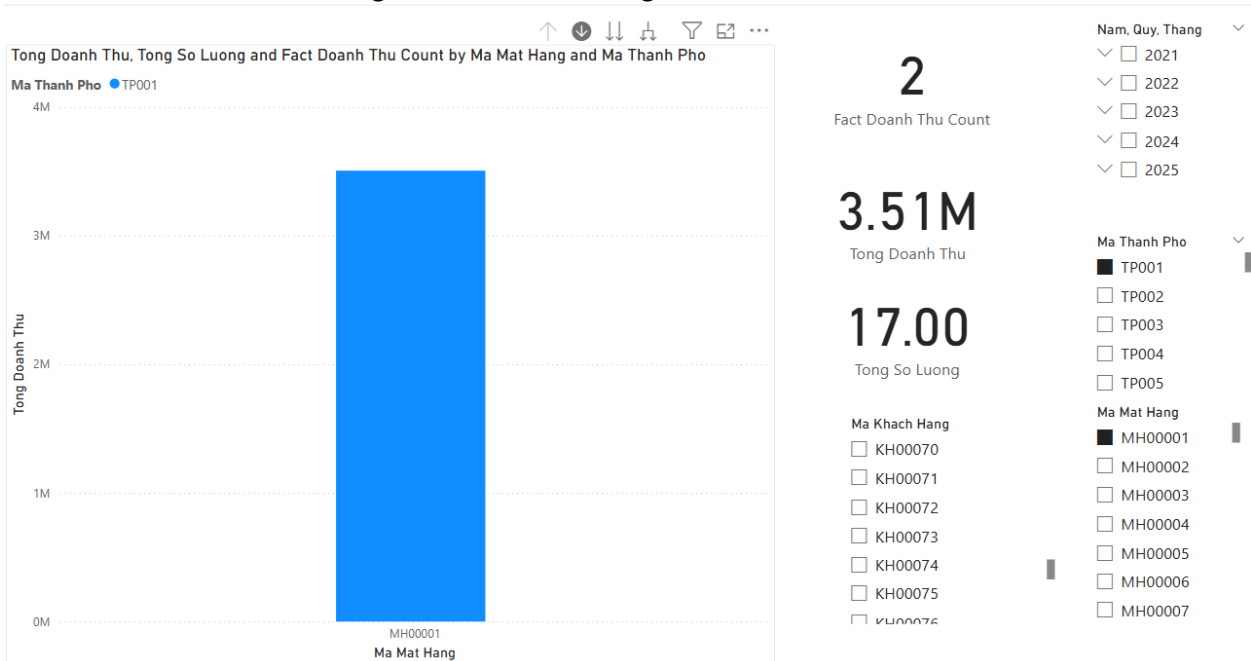 Tong Doanh Thu, Tong So Luong and Fact Doanh Thu Count by Ma Mat Hang and Ma Thanh Pho
Ma Thanh Pho TP001
4M
3M
2M
1M
0M
Tong Doanh Thu
MH00001
Ma Mat Hang
2
Fact Doanh Thu Count
3.51M
Tong Doanh Thu
17.00
Tong So Luong
Ma Khach Hang
KH00070
KH00071
KH00072
KH00073
KH00074
KH00075
KH00076
Nam, Quy, Thang
2021
2022
2023
2024
2025
Ma Thanh Pho
TP001
TP002
TP003
TP004
TP005
Ma Mat Hang
MH00001
MH00002
MH00003
MH00004
MH00005
MH00006
MH00007